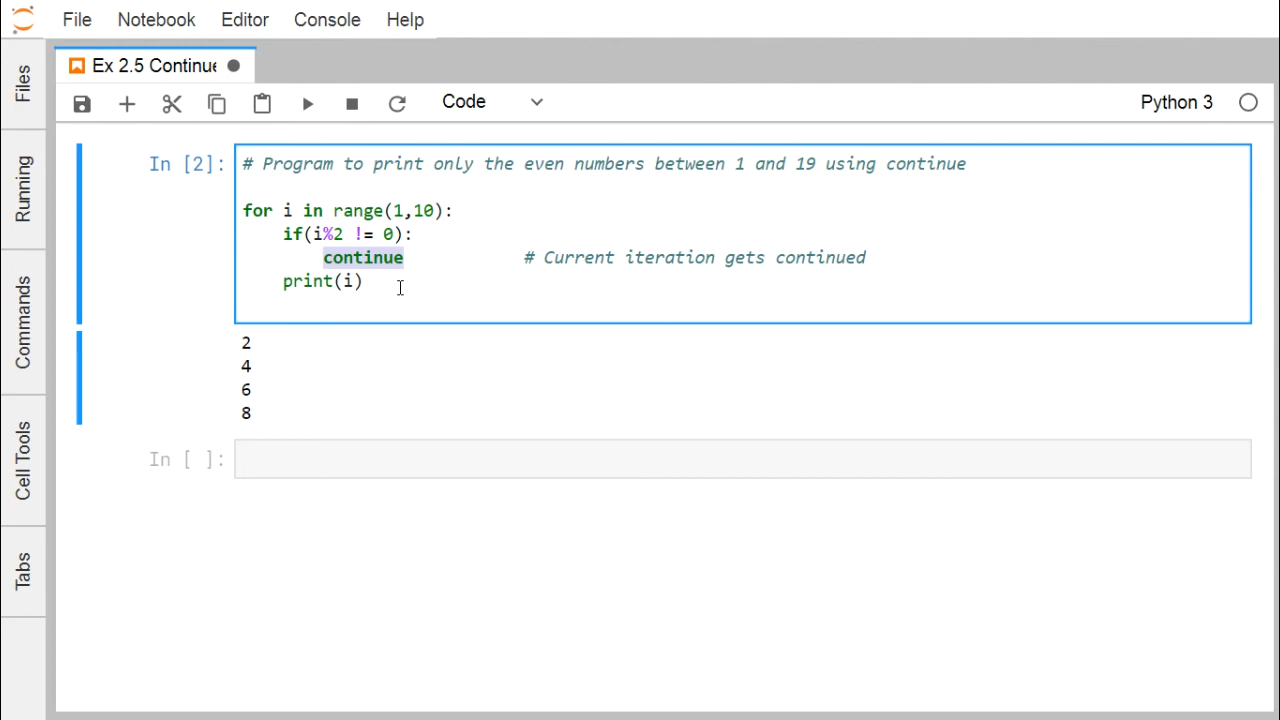 File Notebook Editor Console Help
Ex 2.5 Continue
Code
Python 3
Files
Running
Commands
Cell Tools
Tabs
In [2]:
# Program to print only the even numbers between 1 and 19 using continue
for i in range(1,10):
    if(i%2 != 0):
        continue            # Current iteration gets continued
    print(i)
2
4
6
8
In [ ]: